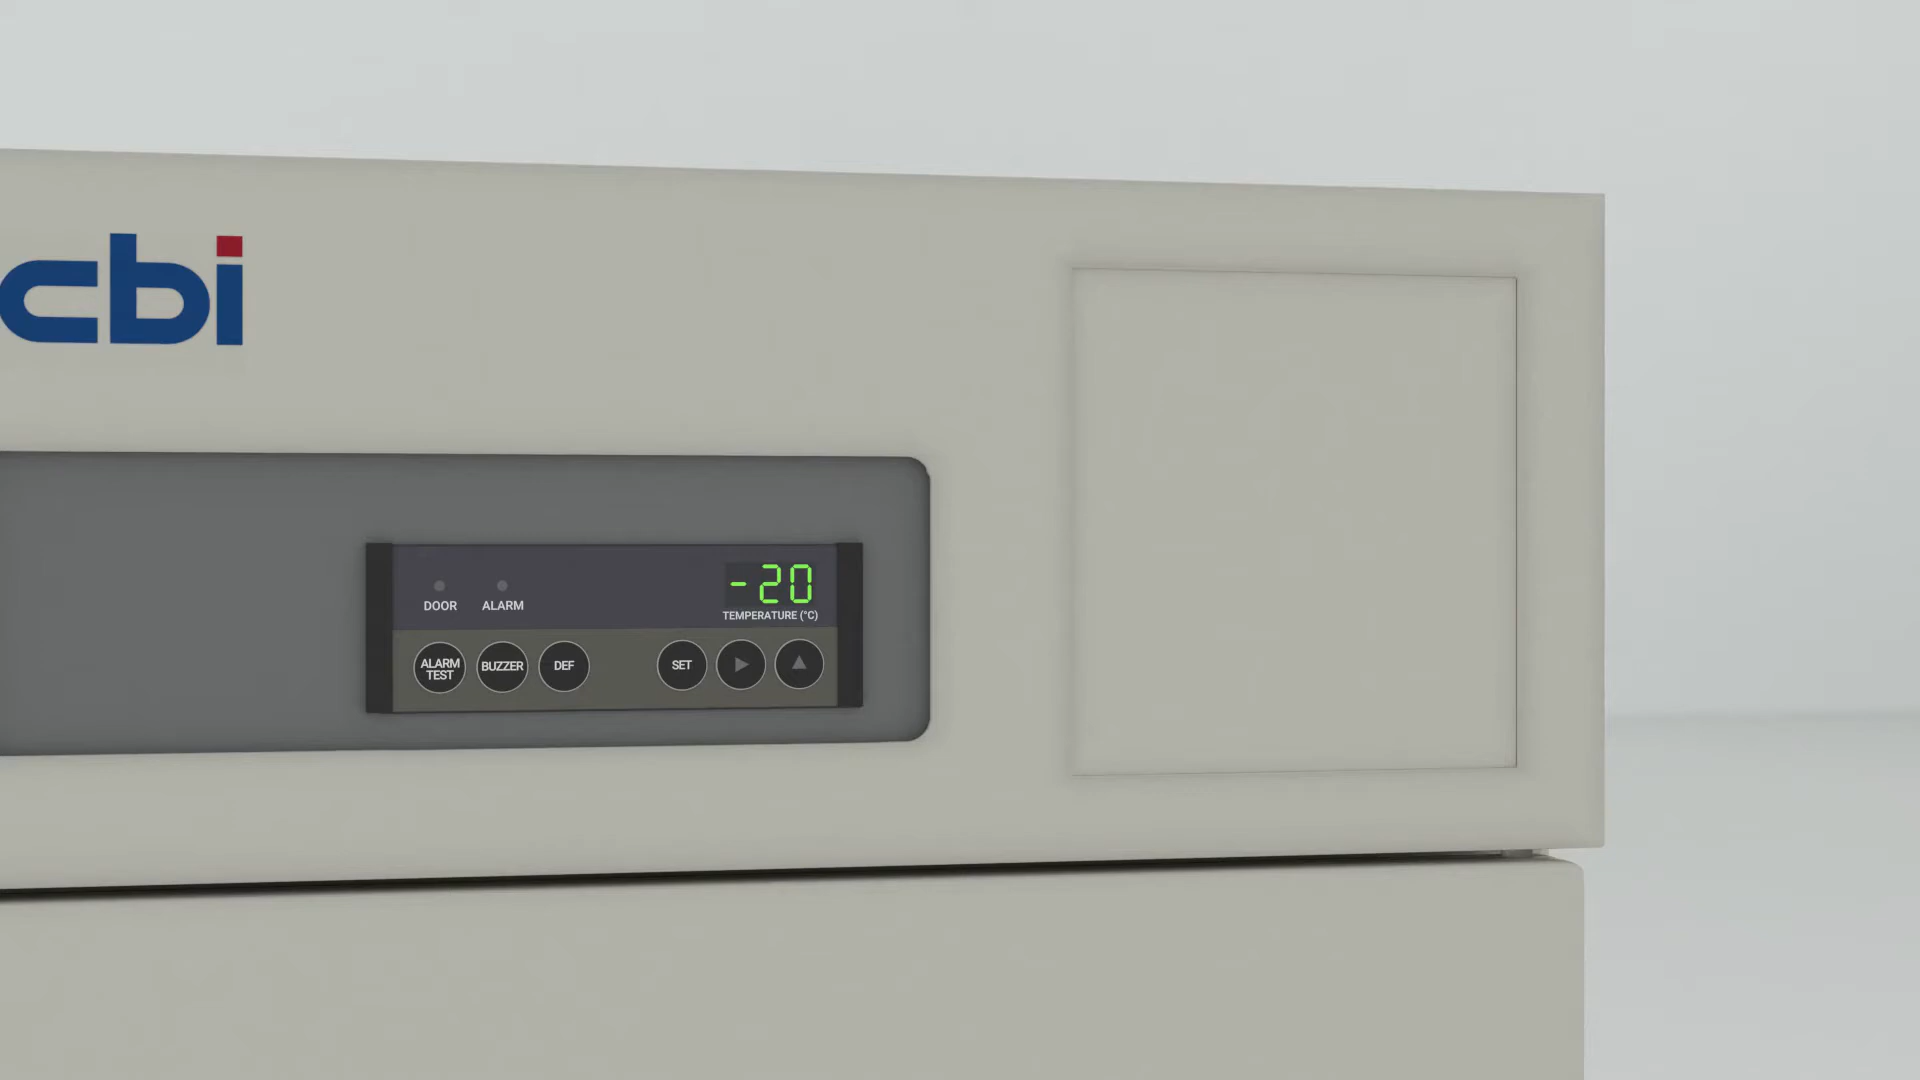 cbi
-20
DOOR ALARM
TEMPERATURE (°C)
ALARM TEST BUZZER DEF SET